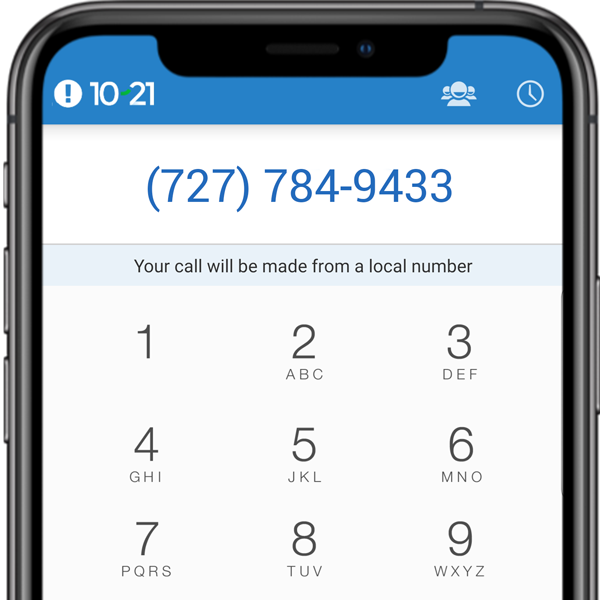 10-21
(727) 784-9433
Your call will be made from a local number
1 2 3
ABC DEF
4 5 6
GHI JKL MNO
7 8 9
PQRS TUV WXYZ